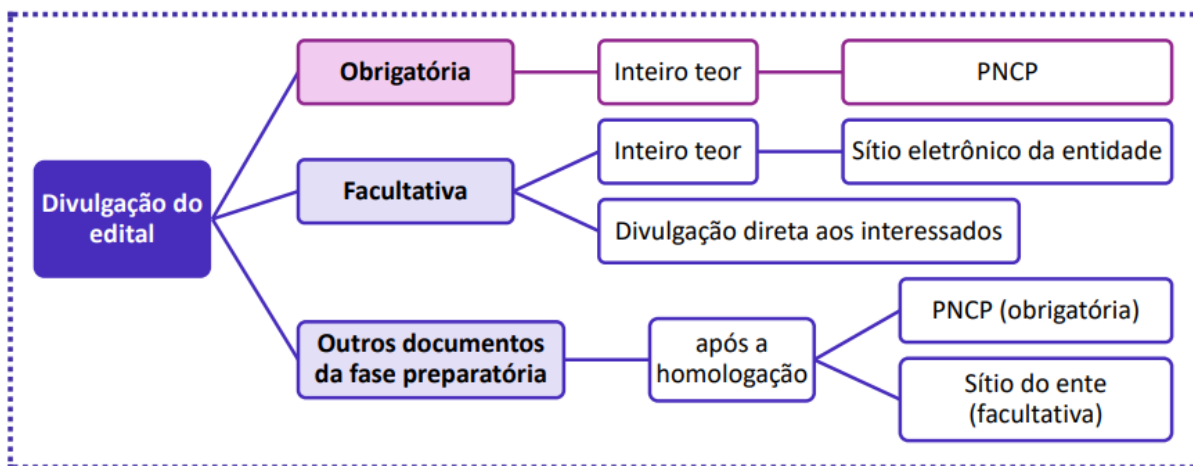 Divulgação do
edital
Obrigatória
Inteiro teor
PNCP
Facultativa
Inteiro teor
Sítio eletrônico da entidade
Divulgação direta aos interessados
Outros documentos
da fase preparatória
após a
homologação
PNCP (obrigatória)
Sítio do ente
(facultativa)